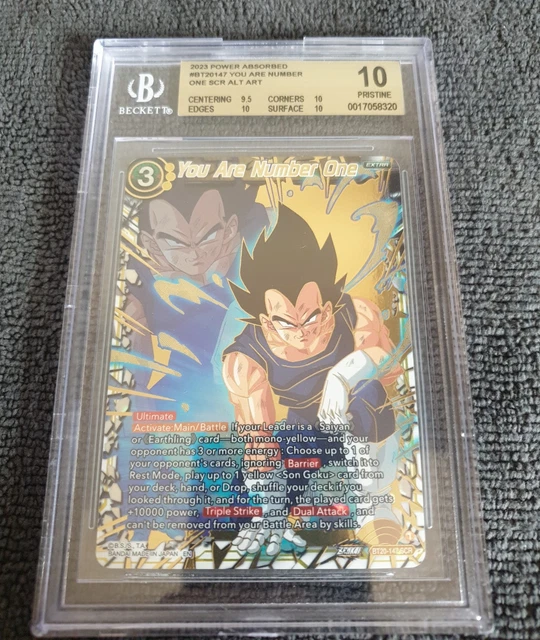 2023 POWER ABSORBED
#BT20147 YOU ARE NUMBER
ONE SCR ALT ART
B
BECKETT®
CENTERING 9.5 CORNERS 10
EDGES 10 SURFACE 10
10
PRISTINE
0017058320
3
You Are Number One
EXTRA
Ultimate
Activate:Main/Battle If your Leader is a Saiyan
or Earthling card—both mono-yellow—and your
opponent has 3 or more energy : Choose up to 1 of
your opponent's cards, ignoring Barrier, switch it to
Rest Mode, play up to 1 yellow <Son Goku> card from
your deck, hand, or Drop, shuffle your deck if you
looked through it, and for the turn, the played card gets
+10000 power, Triple Strike, and Dual Attack, and
can't be removed from your Battle Area by skills.
BANDAI MADE IN JAPAN EN
BT20-147 SCR